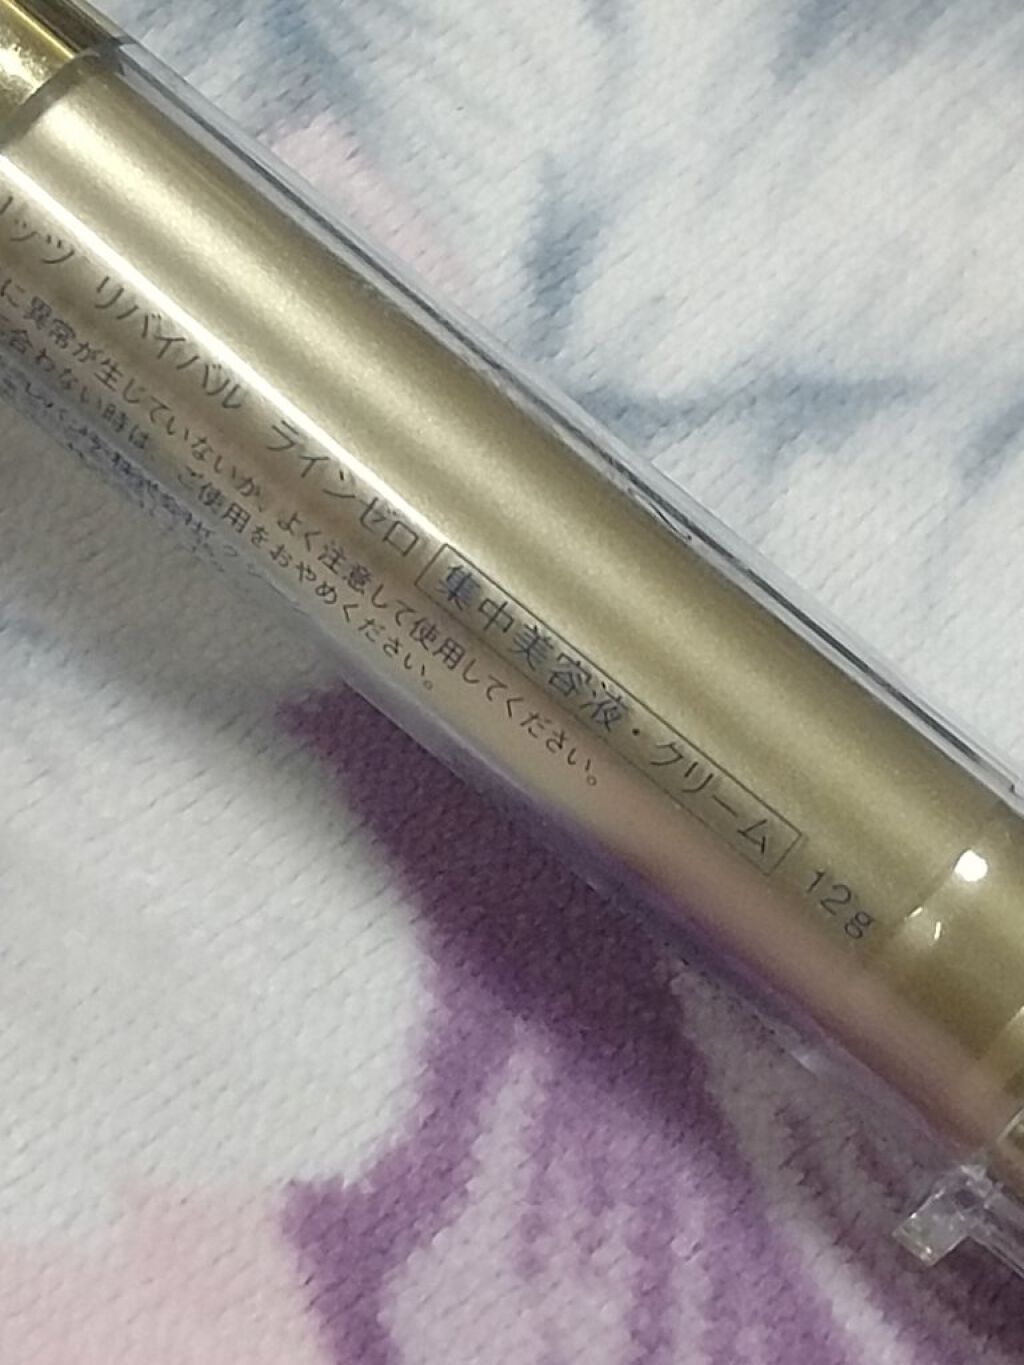 ッツ リバイバル ラインゼロ 集中美容液・クリーム 12g
に異常が生じていないか、よく注意して使用してください。
合わない時は、ご使用をおやめください。